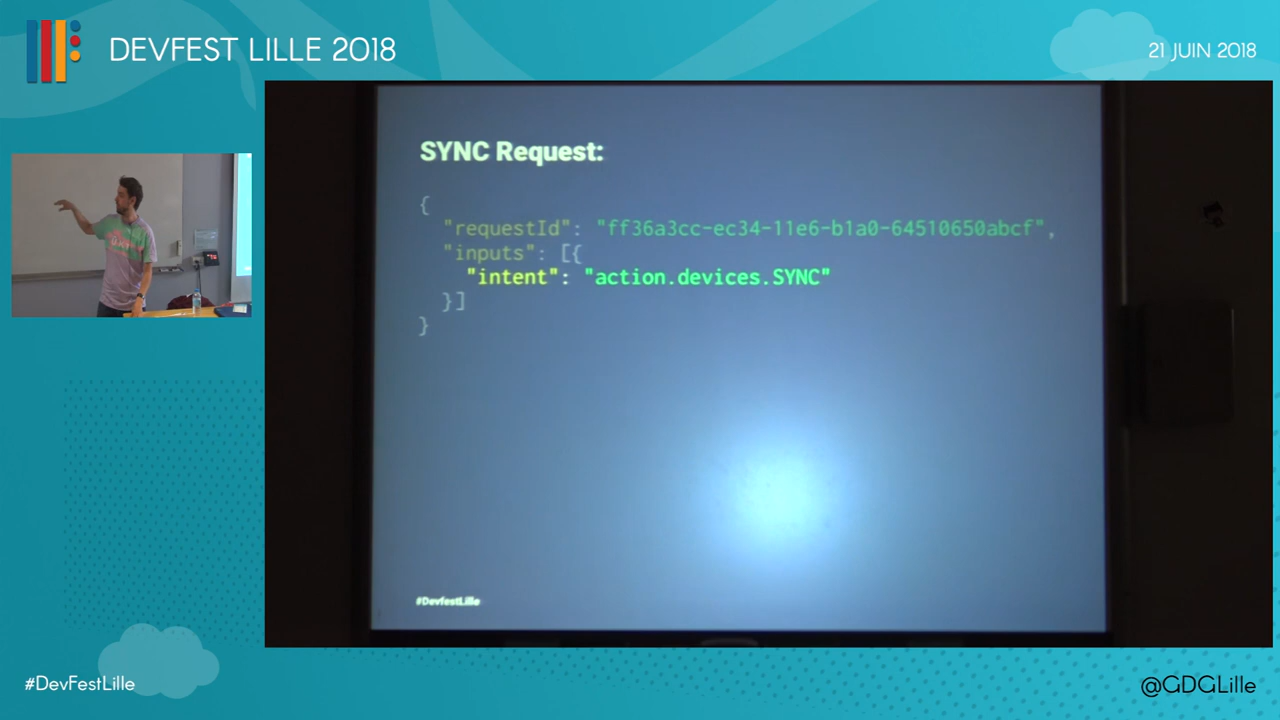 DEVFEST LILLE 2018
21 JUIN 2018
SYNC Request:
{
"requestId": "ff36a3cc-ec34-11e6-b1a0-64510650abcf",
"inputs": [{
"intent": "action.devices.SYNC"
}]
}
#DevfestLille
#DevFestLille
@GDGLille